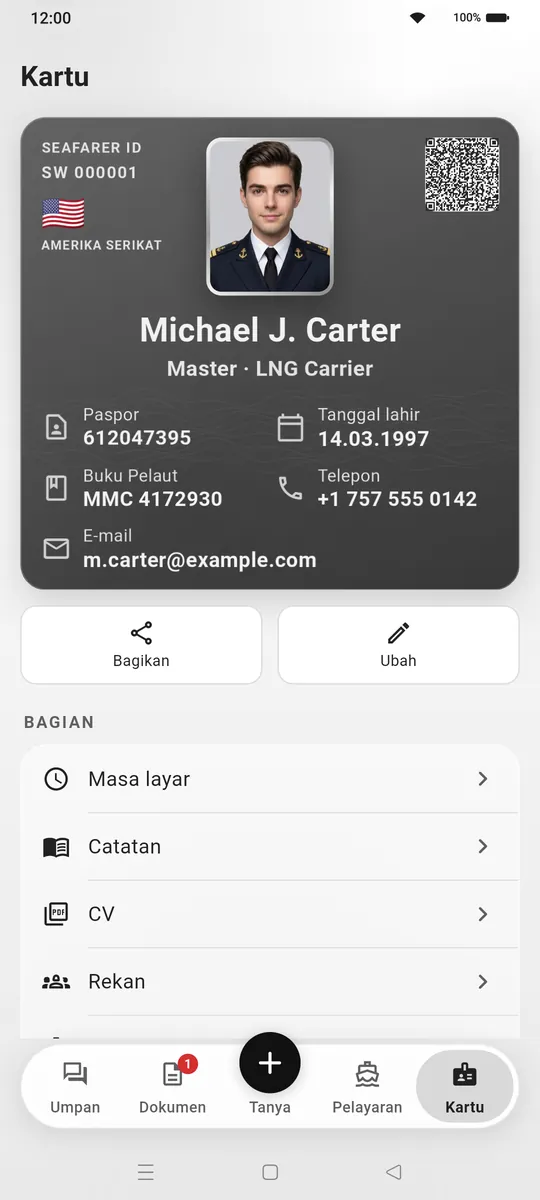 12:00
100%
Kartu
SEAFARER ID
SW 000001
AMERIKA SERIKAT
Michael J. Carter
Master · LNG Carrier
Paspor
612047395
Tanggal lahir
14.03.1997
Buku Pelaut
MMC 4172930
Telepon
+1 757 555 0142
E-mail
m.carter@example.com
Bagikan
Ubah
BAGIAN
Masa layar
Catatan
PDF
CV
Rekan
1
Umpan
Dokumen
Tanya
Pelayaran
Kartu